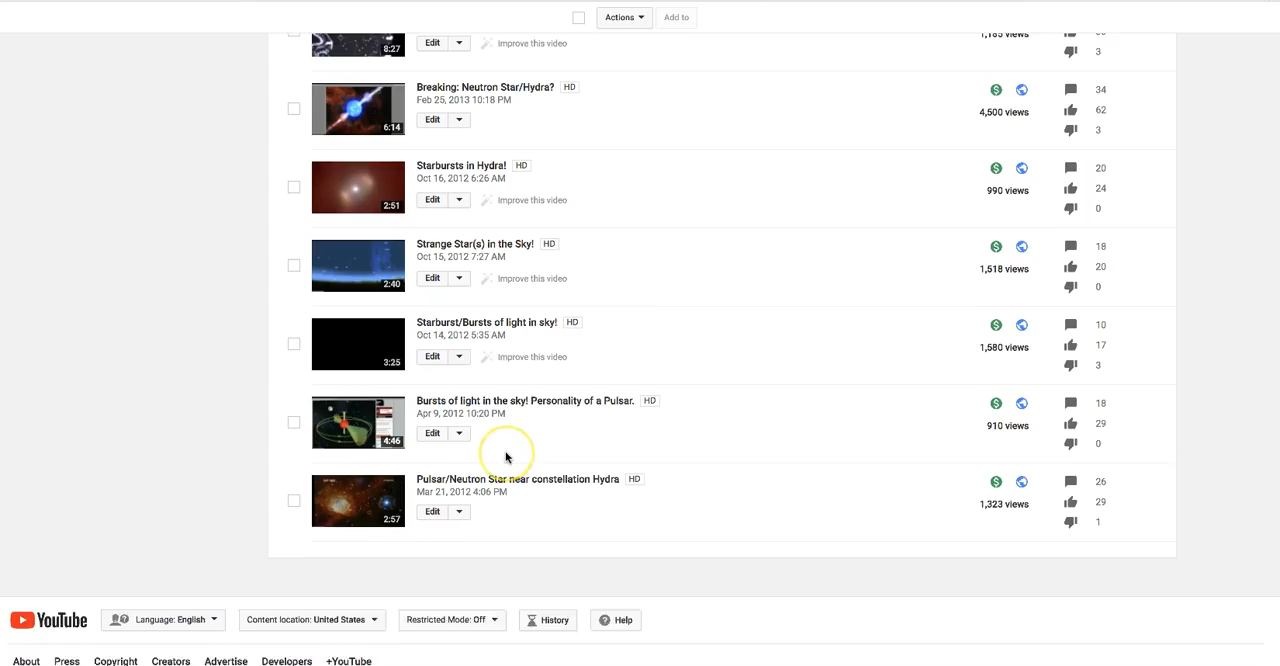 Actions Add to
8:27 Edit Improve this video 1,185 views
3
Breaking: Neutron Star/Hydra? HD 34
Feb 25, 2013 10:18 PM
4,500 views 62
6:14 Edit 3
Starbursts in Hydra! HD 20
Oct 16, 2012 6:26 AM
990 views 24
2:51 Edit Improve this video 0
Strange Star(s) in the Sky! HD 18
Oct 15, 2012 7:27 AM
1,518 views 20
2:40 Edit Improve this video 0
Starburst/Bursts of light in sky! HD 10
Oct 14, 2012 5:35 AM
1,580 views 17
3:25 Edit Improve this video 3
Bursts of light in the sky! Personality of a Pulsar. HD 18
Apr 9, 2012 10:20 PM
910 views 29
4:46 Edit 0
Pulsar/Neutron Star near constellation Hydra HD 26
Mar 21, 2012 4:06 PM
1,323 views 29
2:57 Edit 1
YouTube Language: English Content location: United States Restricted Mode: Off History Help
About Press Copyright Creators Advertise Developers +YouTube